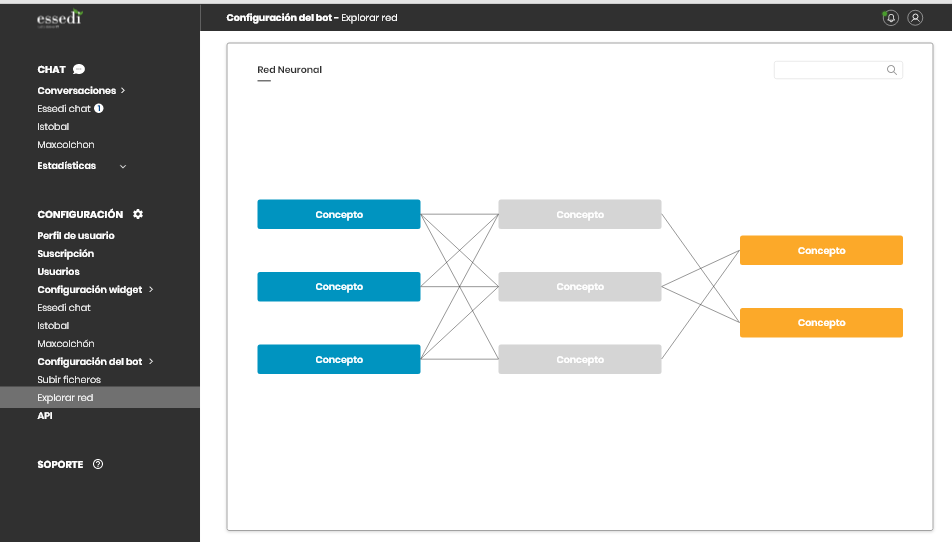 essedi
Configuración del bot - Explorar red
CHAT
Conversaciones >
Essedi chat 1
Istobal
Maxcolchon
Estadísticas
CONFIGURACIÓN
Perfil de usuario
Suscripción
Usuarios
Configuración widget >
Essedi chat
Istobal
Maxcolchón
Configuración del bot >
Subir ficheros
Explorar red
API
SOPORTE ?
Red Neuronal
Concepto
Concepto
Concepto
Concepto
Concepto
Concepto
Concepto
Concepto